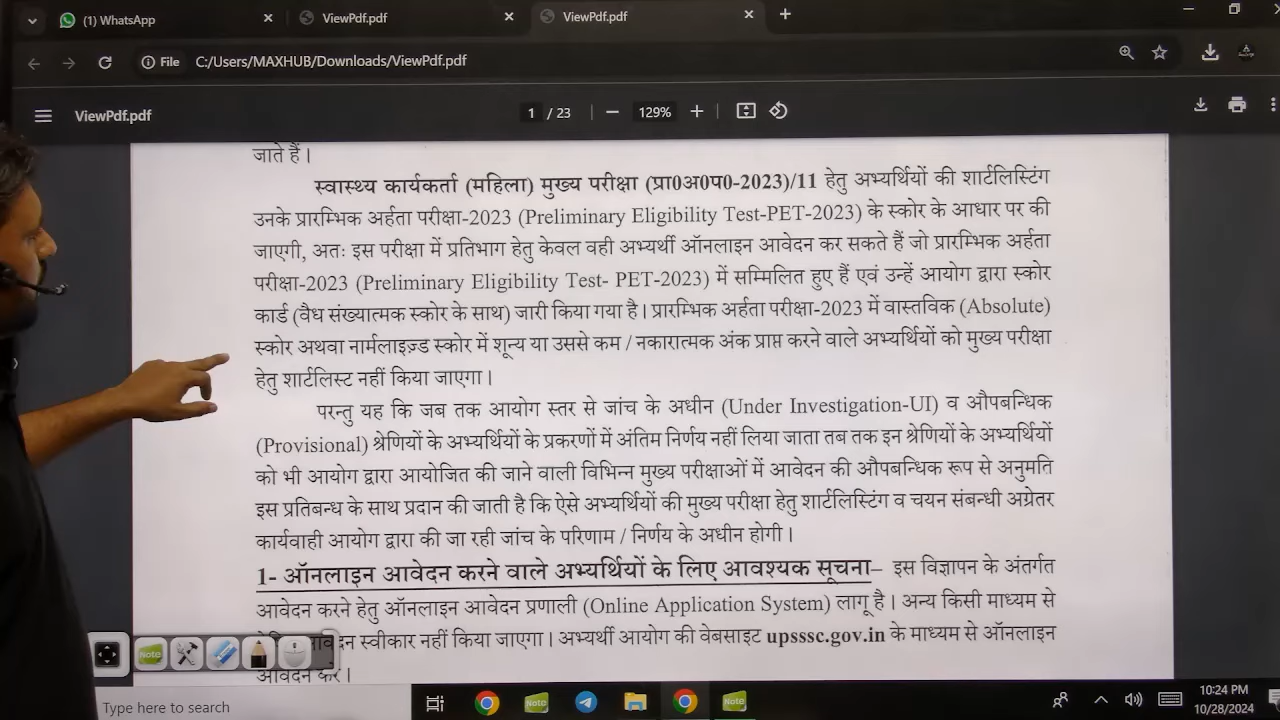 (1) WhatsApp
ViewPdf.pdf
ViewPdf.pdf
File C:/Users/MAXHUB/Downloads/ViewPdf.pdf
ViewPdf.pdf
1 / 23
129%
जाते हैं।
स्वास्थ्य कार्यकर्ता (महिला) मुख्य परीक्षा (प्रा0अ0प0-2023)/11 हेतु अभ्यर्थियों की शार्टलिस्टिंग
उनके प्रारम्भिक अर्हता परीक्षा-2023 (Preliminary Eligibility Test-PET-2023) के स्कोर के आधार पर की
जाएगी, अतः इस परीक्षा में प्रतिभाग हेतु केवल वही अभ्यर्थी ऑनलाइन आवेदन कर सकते हैं जो प्रारम्भिक अर्हता
परीक्षा-2023 (Preliminary Eligibility Test- PET-2023) में सम्मिलित हुए हैं एवं उन्हें आयोग द्वारा स्कोर
कार्ड (वैध संख्यात्मक स्कोर के साथ) जारी किया गया है। प्रारम्भिक अर्हता परीक्षा-2023 में वास्तविक (Absolute)
स्कोर अथवा नार्मलाइज़्ड स्कोर में शून्य या उससे कम / नकारात्मक अंक प्राप्त करने वाले अभ्यर्थियों को मुख्य परीक्षा
हेतु शार्टलिस्ट नहीं किया जाएगा।
परन्तु यह कि जब तक आयोग स्तर से जांच के अधीन (Under Investigation-UI) व औपबन्धिक
(Provisional) श्रेणियों के अभ्यर्थियों के प्रकरणों में अंतिम निर्णय नहीं लिया जाता तब तक इन श्रेणियों के अभ्यर्थियों
को भी आयोग द्वारा आयोजित की जाने वाली विभिन्न मुख्य परीक्षाओं में आवेदन की औपबन्धिक रूप से अनुमति
इस प्रतिबन्ध के साथ प्रदान की जाती है कि ऐसे अभ्यर्थियों की मुख्य परीक्षा हेतु शार्टलिस्टिंग व चयन संबन्धी अग्रेतर
कार्यवाही आयोग द्वारा की जा रही जांच के परिणाम / निर्णय के अधीन होगी।
1- ऑनलाइन आवेदन करने वाले अभ्यर्थियों के लिए आवश्यक सूचना– इस विज्ञापन के अंतर्गत
आवेदन करने हेतु ऑनलाइन आवेदन प्रणाली (Online Application System) लागू है। अन्य किसी माध्यम से
स्वीकार नहीं किया जाएगा। अभ्यर्थी आयोग की वेबसाइट upsssc.gov.in के माध्यम से ऑनलाइन
आवेदन करें।
Note
Type here to search
Note
Note
10:24 PM
10/28/2024